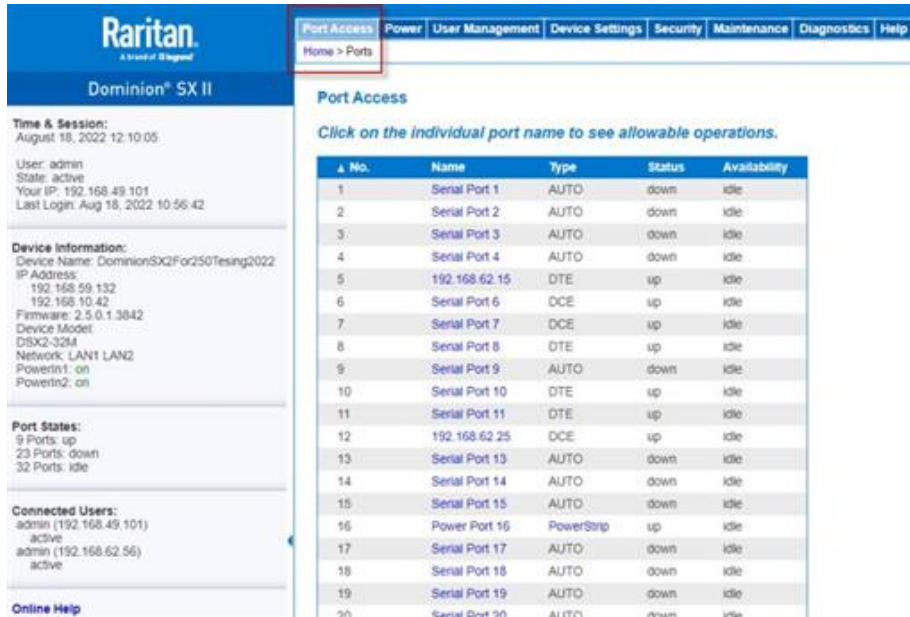 Raritan.
A brand of legrand
Dominion® SX II
Time & Session:
August 18, 2022 12:10:05
User: admin
State: active
Your IP: 192.168.49.101
Last Login: Aug 18, 2022 10:56:42
Device Information:
Device Name: DominionSX2For250Tesing2022
IP Address:
192.168.59.132
192.168.10.42
Firmware: 2.5.0.1.3842
Device Model:
DSX2-32M
Network: LAN1 LAN2
PowerIn1: on
PowerIn2: on
Port States:
9 Ports: up
23 Ports: down
32 Ports: idle
Connected Users:
admin (192.168.49.101)
active
admin (192.168.62.56)
active
Online Help
Port Access Power User Management Device Settings Security Maintenance Diagnostics Help
Home > Ports
Port Access
Click on the individual port name to see allowable operations.
▲ No. Name Type Status Availability
1 Serial Port 1 AUTO down idle
2 Serial Port 2 AUTO down idle
3 Serial Port 3 AUTO down idle
4 Serial Port 4 AUTO down idle
5 192.168.62.15 DTE up idle
6 Serial Port 6 DCE up idle
7 Serial Port 7 DCE up idle
8 Serial Port 8 DTE up idle
9 Serial Port 9 AUTO down idle
10 Serial Port 10 DTE up idle
11 Serial Port 11 DTE up idle
12 192.168.62.25 DCE up idle
13 Serial Port 13 AUTO down idle
14 Serial Port 14 AUTO down idle
15 Serial Port 15 AUTO down idle
16 Power Port 16 PowerStrip up idle
17 Serial Port 17 AUTO down idle
18 Serial Port 18 AUTO down idle
19 Serial Port 19 AUTO down idle
20 Serial Port 20 AUTO down idle